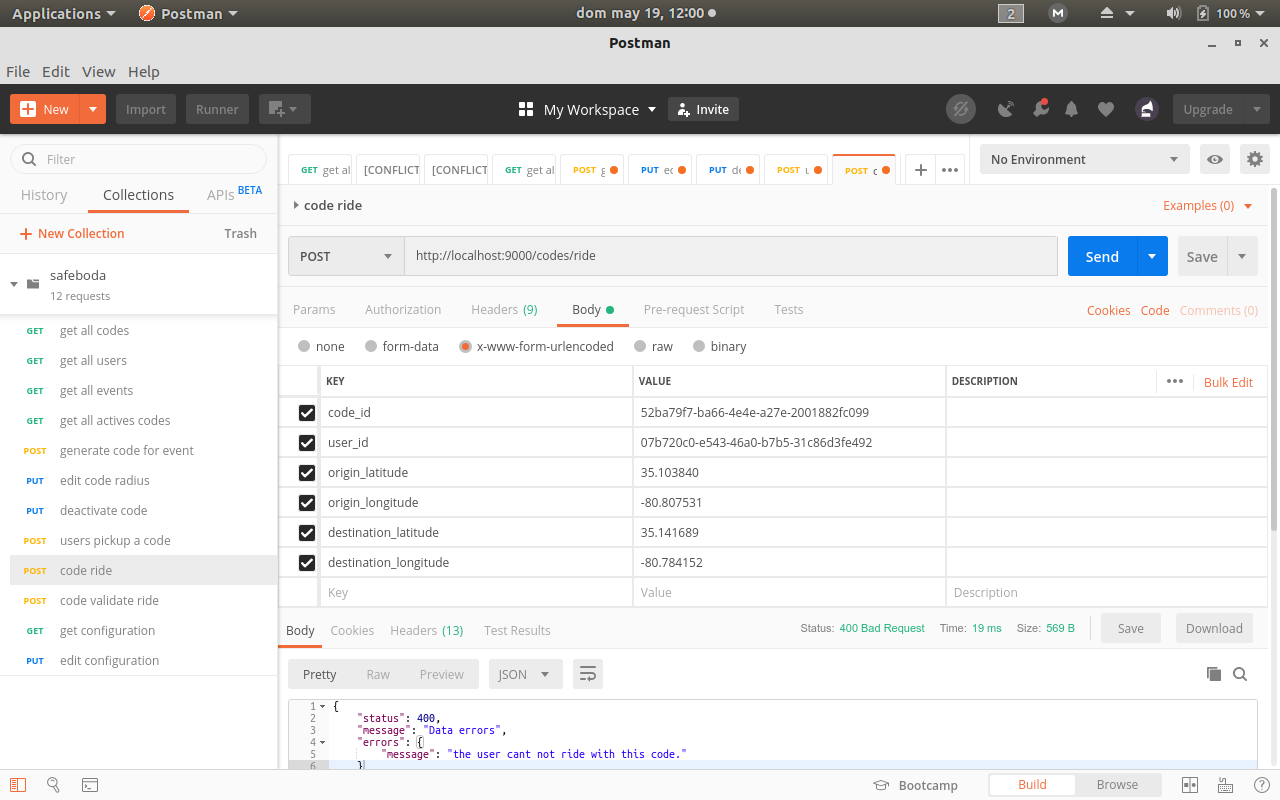 Applications Postman dom may 19, 12:00 2 M 100 %
Postman
File Edit View Help
New Import Runner My Workspace Invite Upgrade
Filter
History Collections APIs BETA
New Collection Trash
safeboda
12 requests
GET get all codes
GET get all users
GET get all events
GET get all actives codes
POST generate code for event
PUT edit code radius
PUT deactivate code
POST users pickup a code
POST code ride
POST code validate ride
GET get configuration
PUT edit configuration
GET get al [CONFLICT [CONFLICT GET get al POST g PUT ec PUT de POST u POST c
No Environment
code ride Examples (0)
POST http://localhost:9000/codes/ride Send Save
Params Authorization Headers (9) Body Pre-request Script Tests Cookies Code Comments (0)
none form-data x-www-form-urlencoded raw binary
KEY VALUE DESCRIPTION Bulk Edit
code_id 52ba79f7-ba66-4e4e-a27e-2001882fc099
user_id 07b720c0-e543-46a0-b7b5-31c86d3fe492
origin_latitude 35.103840
origin_longitude -80.807531
destination_latitude 35.141689
destination_longitude -80.784152
Key Value Description
Body Cookies Headers (13) Test Results Status: 400 Bad Request Time: 19 ms Size: 569 B Save Download
Pretty Raw Preview JSON
1 {
2 "status": 400,
3 "message": "Data errors",
4 "errors": {
5 "message": "the user cant not ride with this code."
6 }
Bootcamp Build Browse